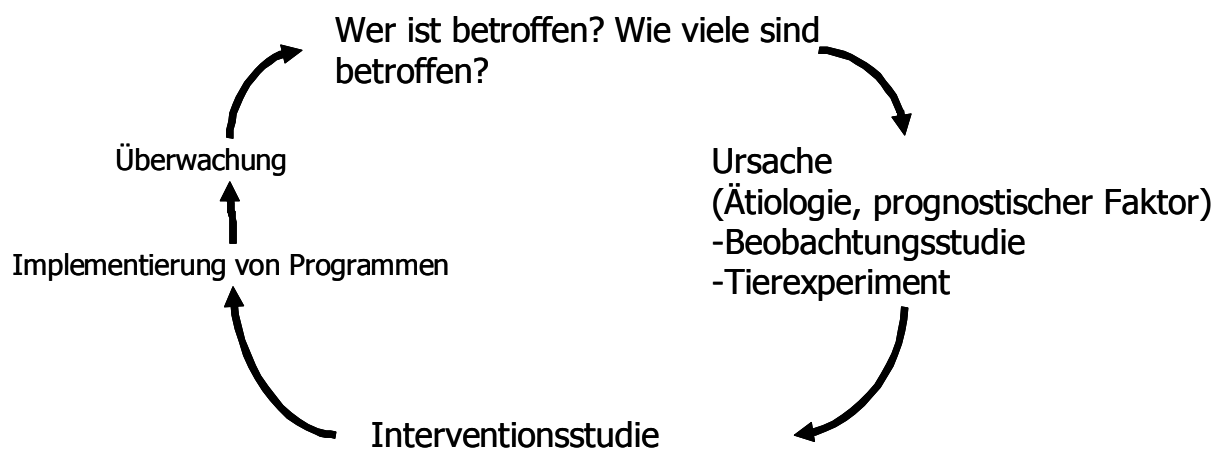 Wer ist betroffen? Wie viele sind
betroffen?
Ursache
(Ätiologie, prognostischer Faktor)
-Beobachtungsstudie
-Tierexperiment
Interventionsstudie
Implementierung von Programmen
Überwachung